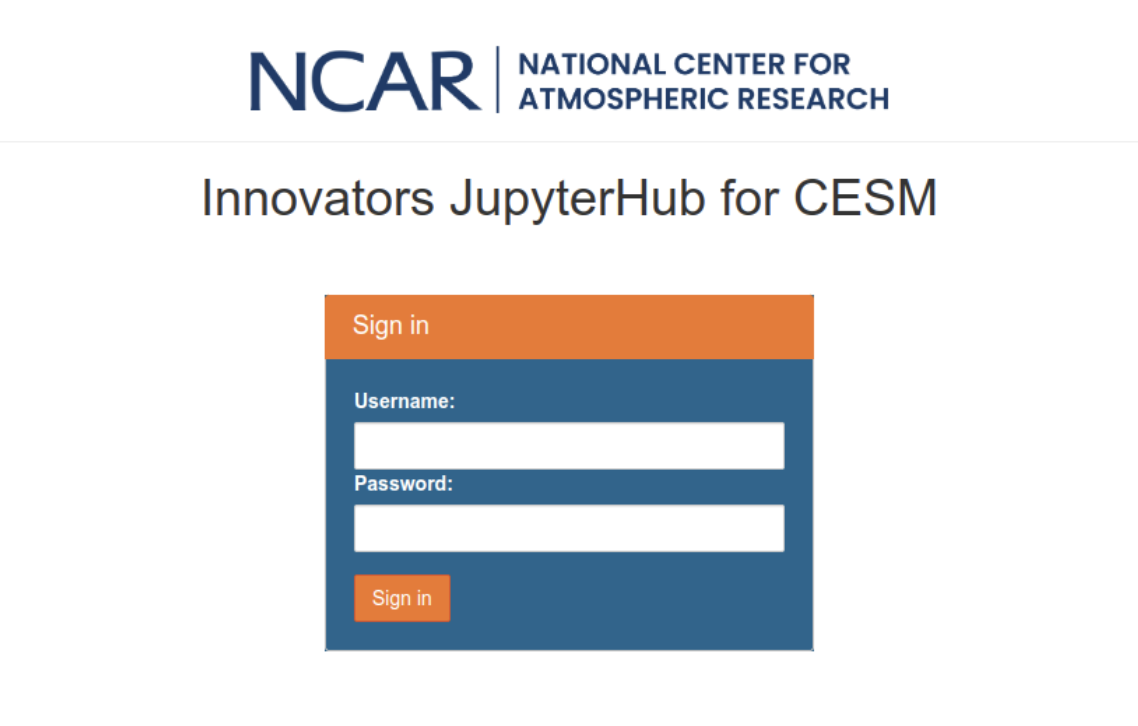 NCAR
NATIONAL CENTER FOR
ATMOSPHERIC RESEARCH
Innovators JupyterHub for CESM
Sign in
Username:
Password:
Sign in